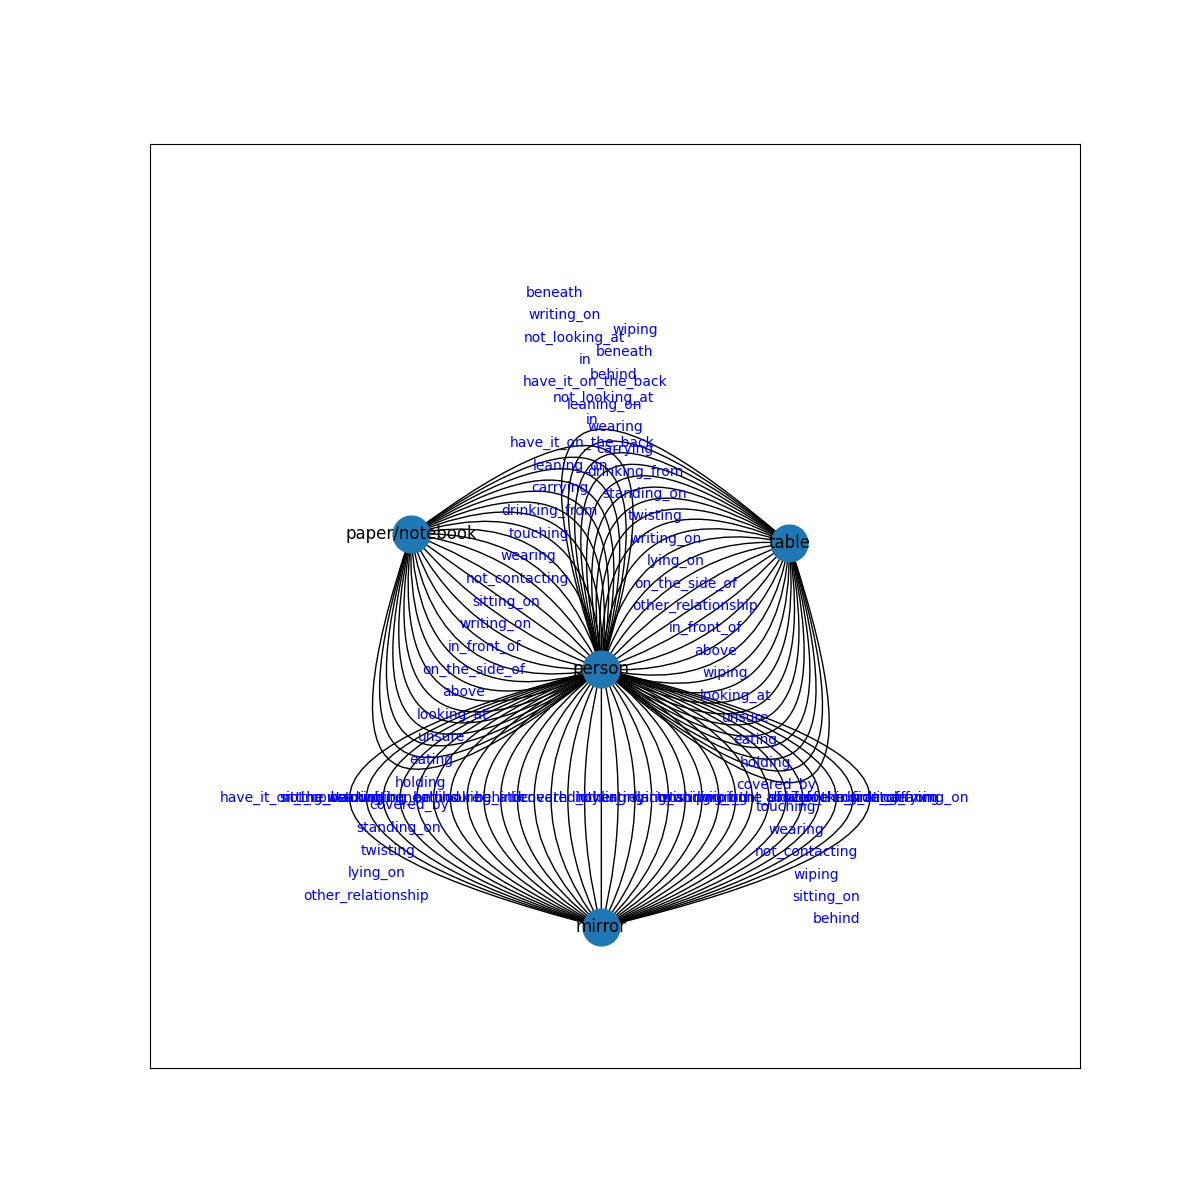 beneath
writing_on
wiping
not_looking_at
beneath
in
behind
have_it_on_the_back
not_looking_at
leaning_on
in
wearing
have_it_on_the_back
carrying
leaning_on
drinking_from
carrying
standing_on
drinking_from
twisting
touching
paper/notebook
writing_on
table
wearing
lying_on
not_contacting
on_the_side_of
sitting_on
other_relationship
writing_on
in_front_of
in_front_of
above
on_the_side_of
person
wiping
above
looking_at
looking_at
unsure
unsure
eating
eating
holding
holding
covered_by
have_it_on_the_back
carrying_on
covered_by
touching
standing_on
wearing
twisting
not_contacting
lying_on
wiping
other_relationship
sitting_on
behind
mirror